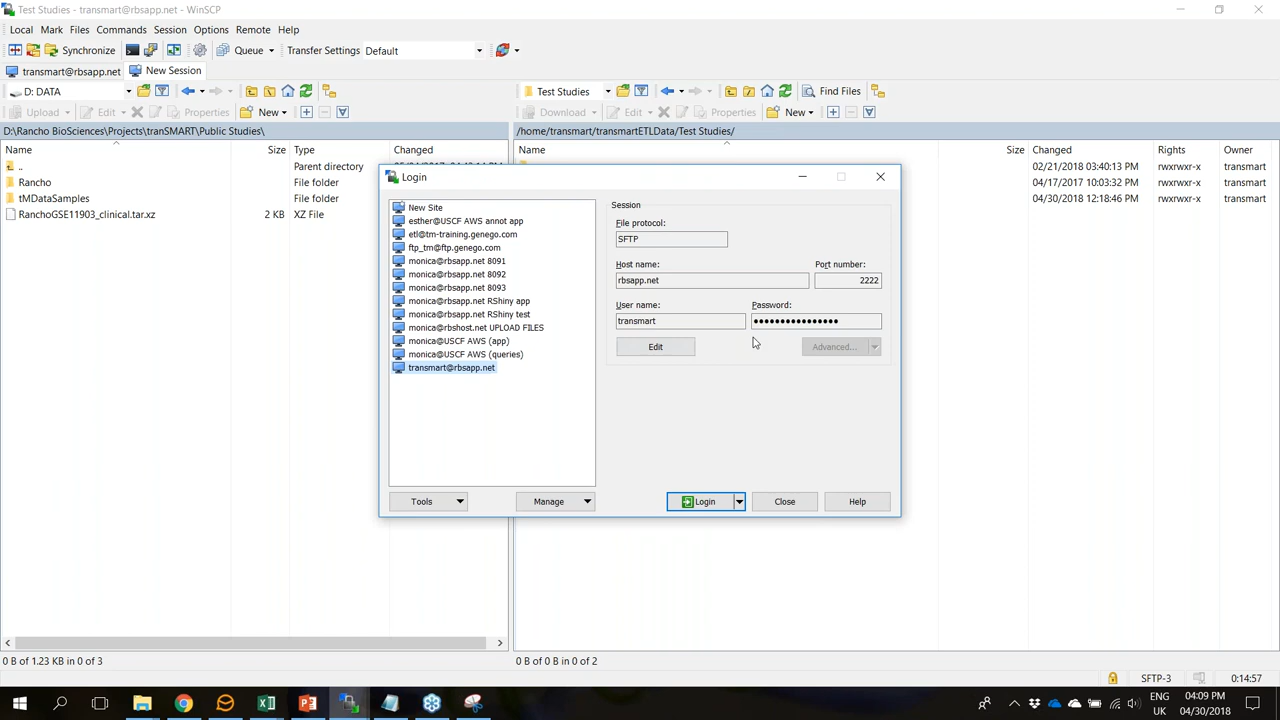 Test Studies - transmart@rbsapp.net - WinSCP
Local Mark Files Commands Session Options Remote Help
Synchronize Queue Transfer Settings Default
transmart@rbsapp.net New Session
D: DATA
Test Studies Find Files
Upload Edit Properties New
Download Edit Properties New
D:\Rancho BioSciences\Projects\tranSMART\Public Studies\
/home/transmart/transmartETLData/Test Studies/
Name Size Type Changed
Name Size Changed Rights Owner
.. Parent directory
02/21/2018 03:40:13 PM rwxrwxr-x transmart
Rancho File folder
04/17/2017 10:03:32 PM rwxrwxr-x transmart
tMDataSamples File folder
04/30/2018 12:18:46 PM rwxrwxr-x transmart
RanchoGSE11903_clinical.tar.xz 2 KB XZ File
Login
New Site
esther@USCF AWS annot app
etl@tm-training.genego.com
ftp_tm@ftp.genego.com
monica@rbsapp.net 8091
monica@rbsapp.net 8092
monica@rbsapp.net 8093
monica@rbsapp.net RShiny app
monica@rbsapp.net RShiny test
monica@rbshost.net UPLOAD FILES
monica@USCF AWS (app)
monica@USCF AWS (queries)
transmart@rbsapp.net
Session
File protocol:
SFTP
Host name: Port number:
rbsapp.net 2222
User name: Password:
transmart ••••••••••••••••
Edit Advanced...
Tools Manage Login Close Help
0 B of 1.23 KB in 0 of 3
0 B of 0 B in 0 of 2
SFTP-3 0:14:57
ENG 04:09 PM
UK 04/30/2018